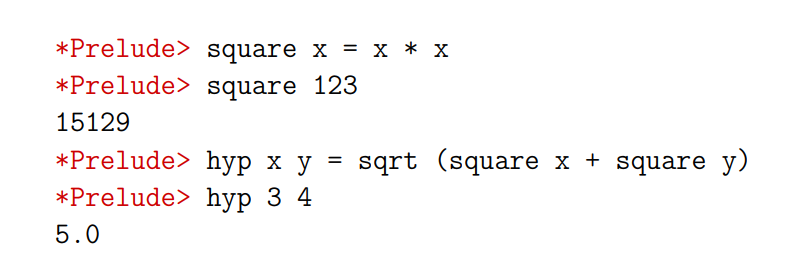 *Prelude> square x = x * x
*Prelude> square 123
15129
*Prelude> hyp x y = sqrt (square x + square y)
*Prelude> hyp 3 4
5.0